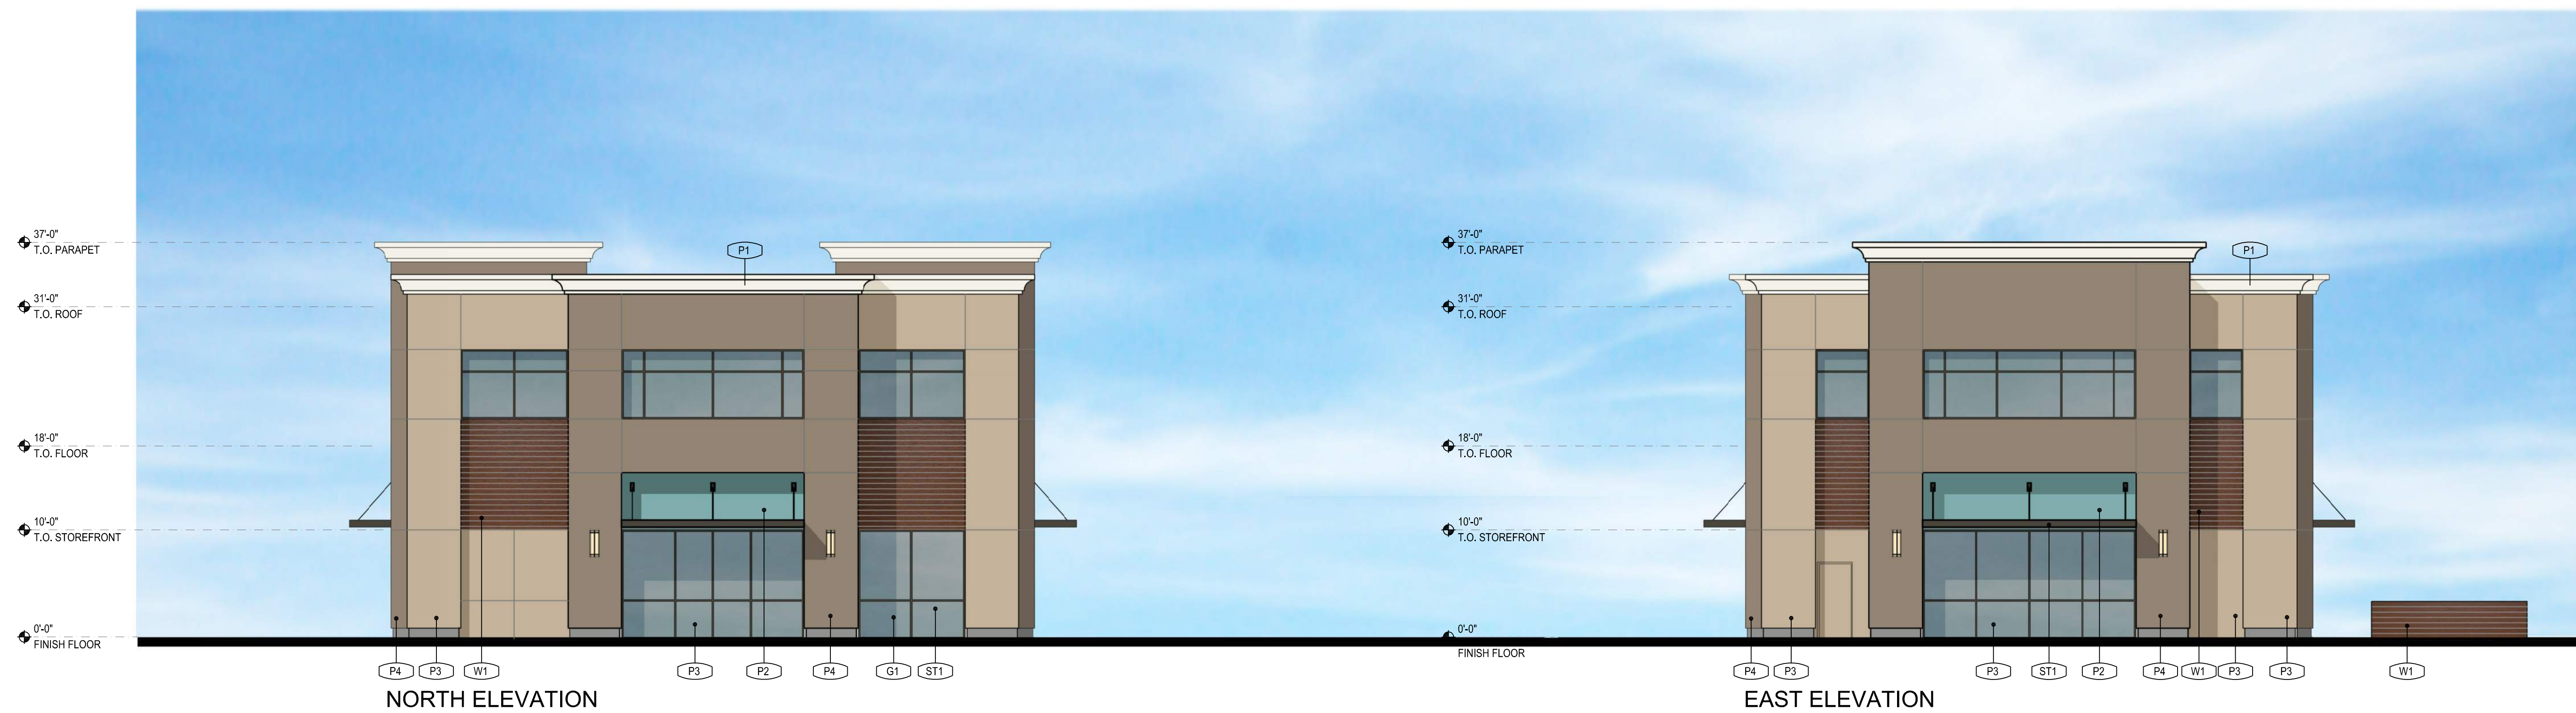 37'-0"
T.O. PARAPET
P1
31'-0"
T.O. ROOF
18'-0"
T.O. FLOOR
10'-0"
T.O. STOREFRONT
0'-0"
FINISH FLOOR
P4 P3 W1 P3 P2 P4 G1 ST1
NORTH ELEVATION
37'-0"
T.O. PARAPET
P1
31'-0"
T.O. ROOF
18'-0"
T.O. FLOOR
10'-0"
T.O. STOREFRONT
0'-0"
FINISH FLOOR
P4 P3 P3 ST1 P2 P4 W1 P3 P3 W1
EAST ELEVATION